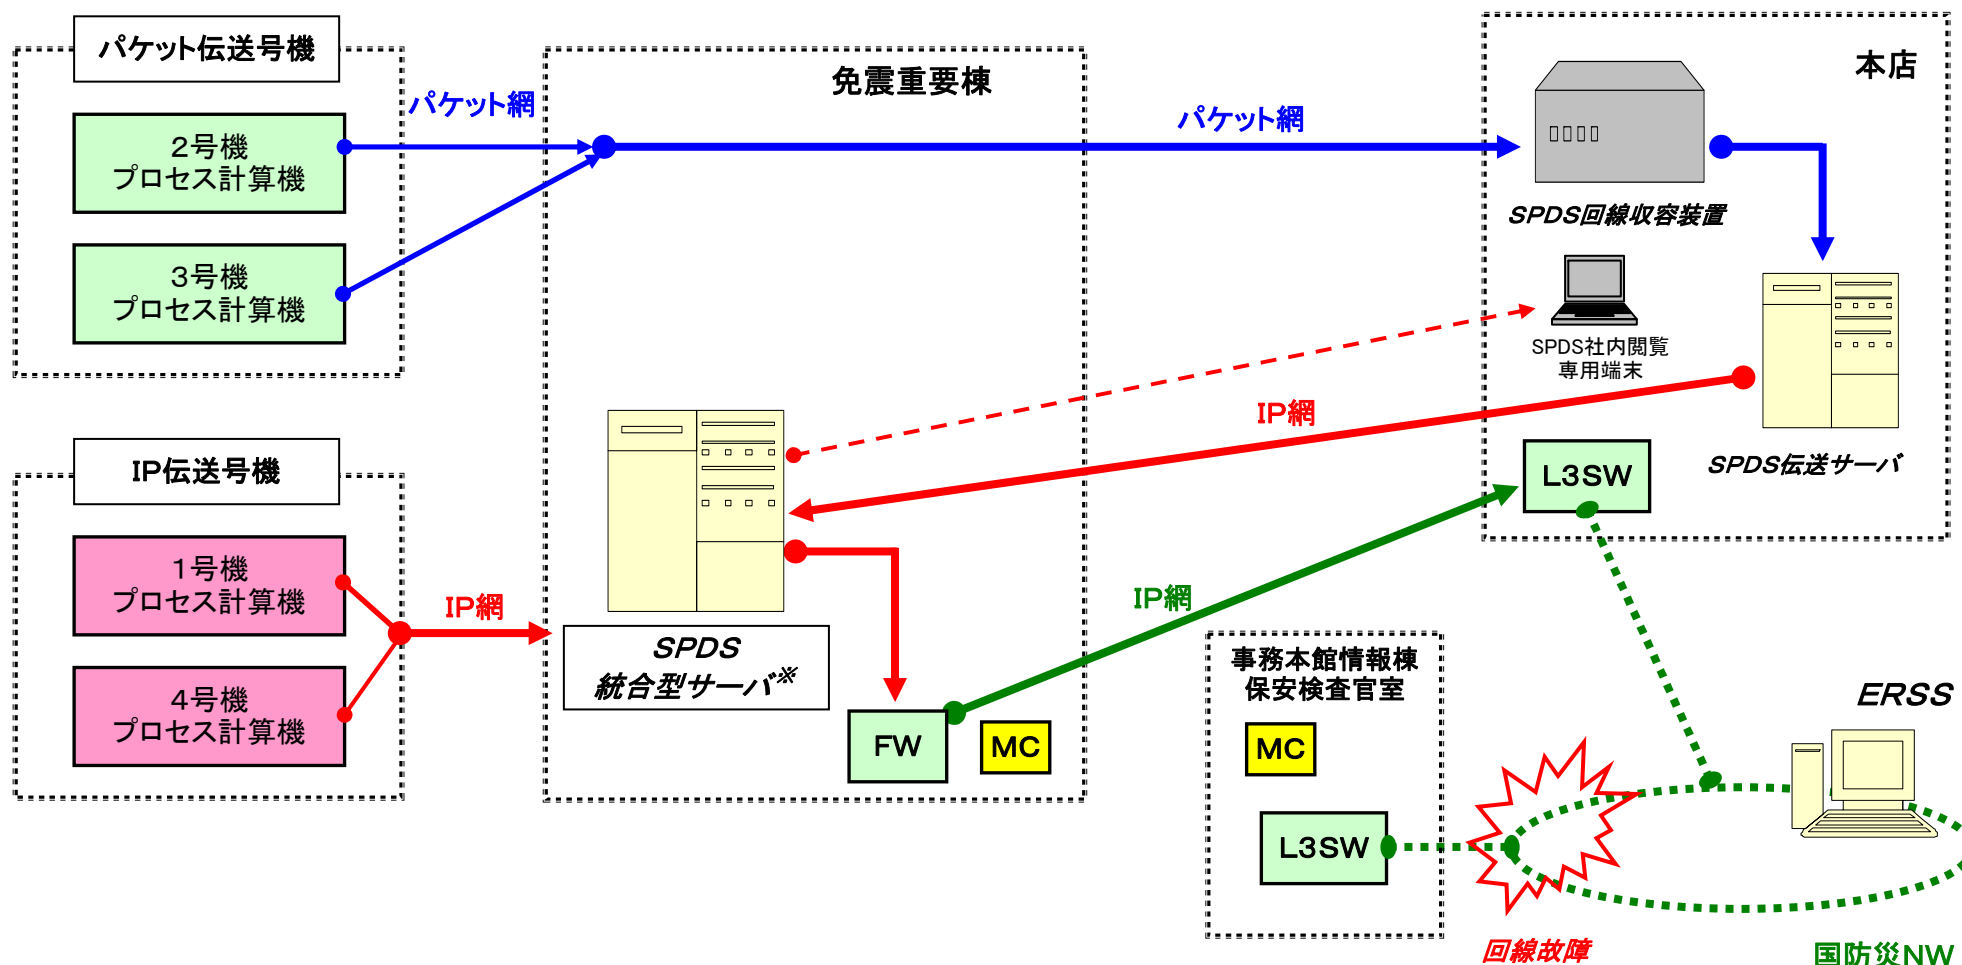 パケット伝送号機
2号機
プロセス計算機
3号機
プロセス計算機
パケット網
免震重要棟
パケット網
本店
SPDS回線収容装置
SPDS社内閲覧
専用端末
SPDS伝送サーバ
IP網
L3SW
IP伝送号機
1号機
プロセス計算機
4号機
プロセス計算機
IP網
SPDS
統合型サーバ※
FW
MC
IP網
事務本館情報棟
保安検査官室
MC
L3SW
ERSS
回線故障
国防災NW